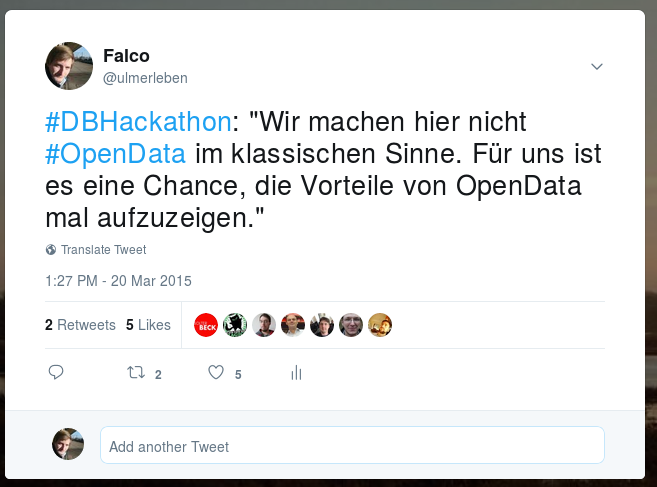 Falco
@ulmerleben
#DBHackathon: "Wir machen hier nicht
#OpenData im klassischen Sinne. Für uns ist
es eine Chance, die Vorteile von OpenData
mal aufzuzeigen."
Translate Tweet
1:27 PM - 20 Mar 2015
2 Retweets 5 Likes
BECK
2 5
Add another Tweet